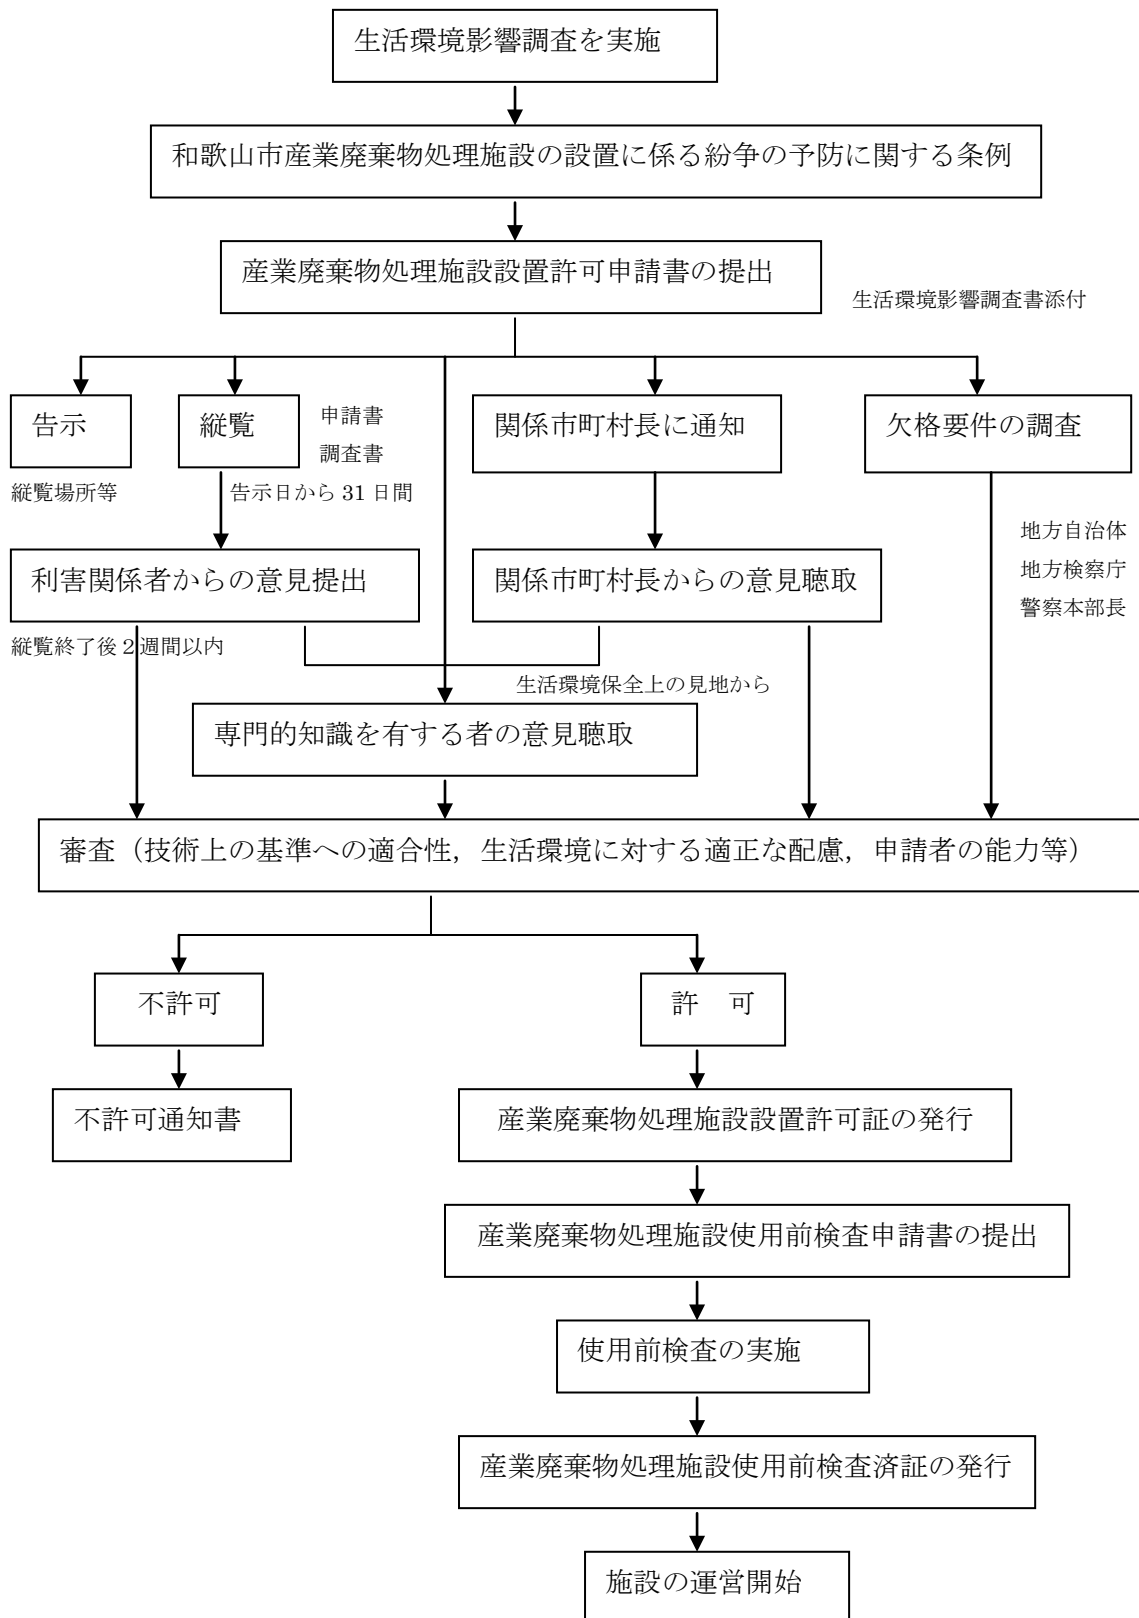 生活環境影響調査を実施
和歌山市産業廃棄物処理施設の設置に係る紛争の予防に関する条例
産業廃棄物処理施設設置許可申請書の提出
生活環境影響調査書添付
告示
縦覧
申請書
調査書
関係市町村長に通知
欠格要件の調査
縦覧場所等
告示日から 31 日間
地方自治体
地方検察庁
警察本部長
利害関係者からの意見提出
関係市町村長からの意見聴取
縦覧終了後 2 週間以内
生活環境保全上の見地から
専門的知識を有する者の意見聴取
審査（技術上の基準への適合性，生活環境に対する適正な配慮，申請者の能力等）
不許可
許　可
不許可通知書
産業廃棄物処理施設設置許可証の発行
産業廃棄物処理施設使用前検査申請書の提出
使用前検査の実施
産業廃棄物処理施設使用前検査済証の発行
施設の運営開始